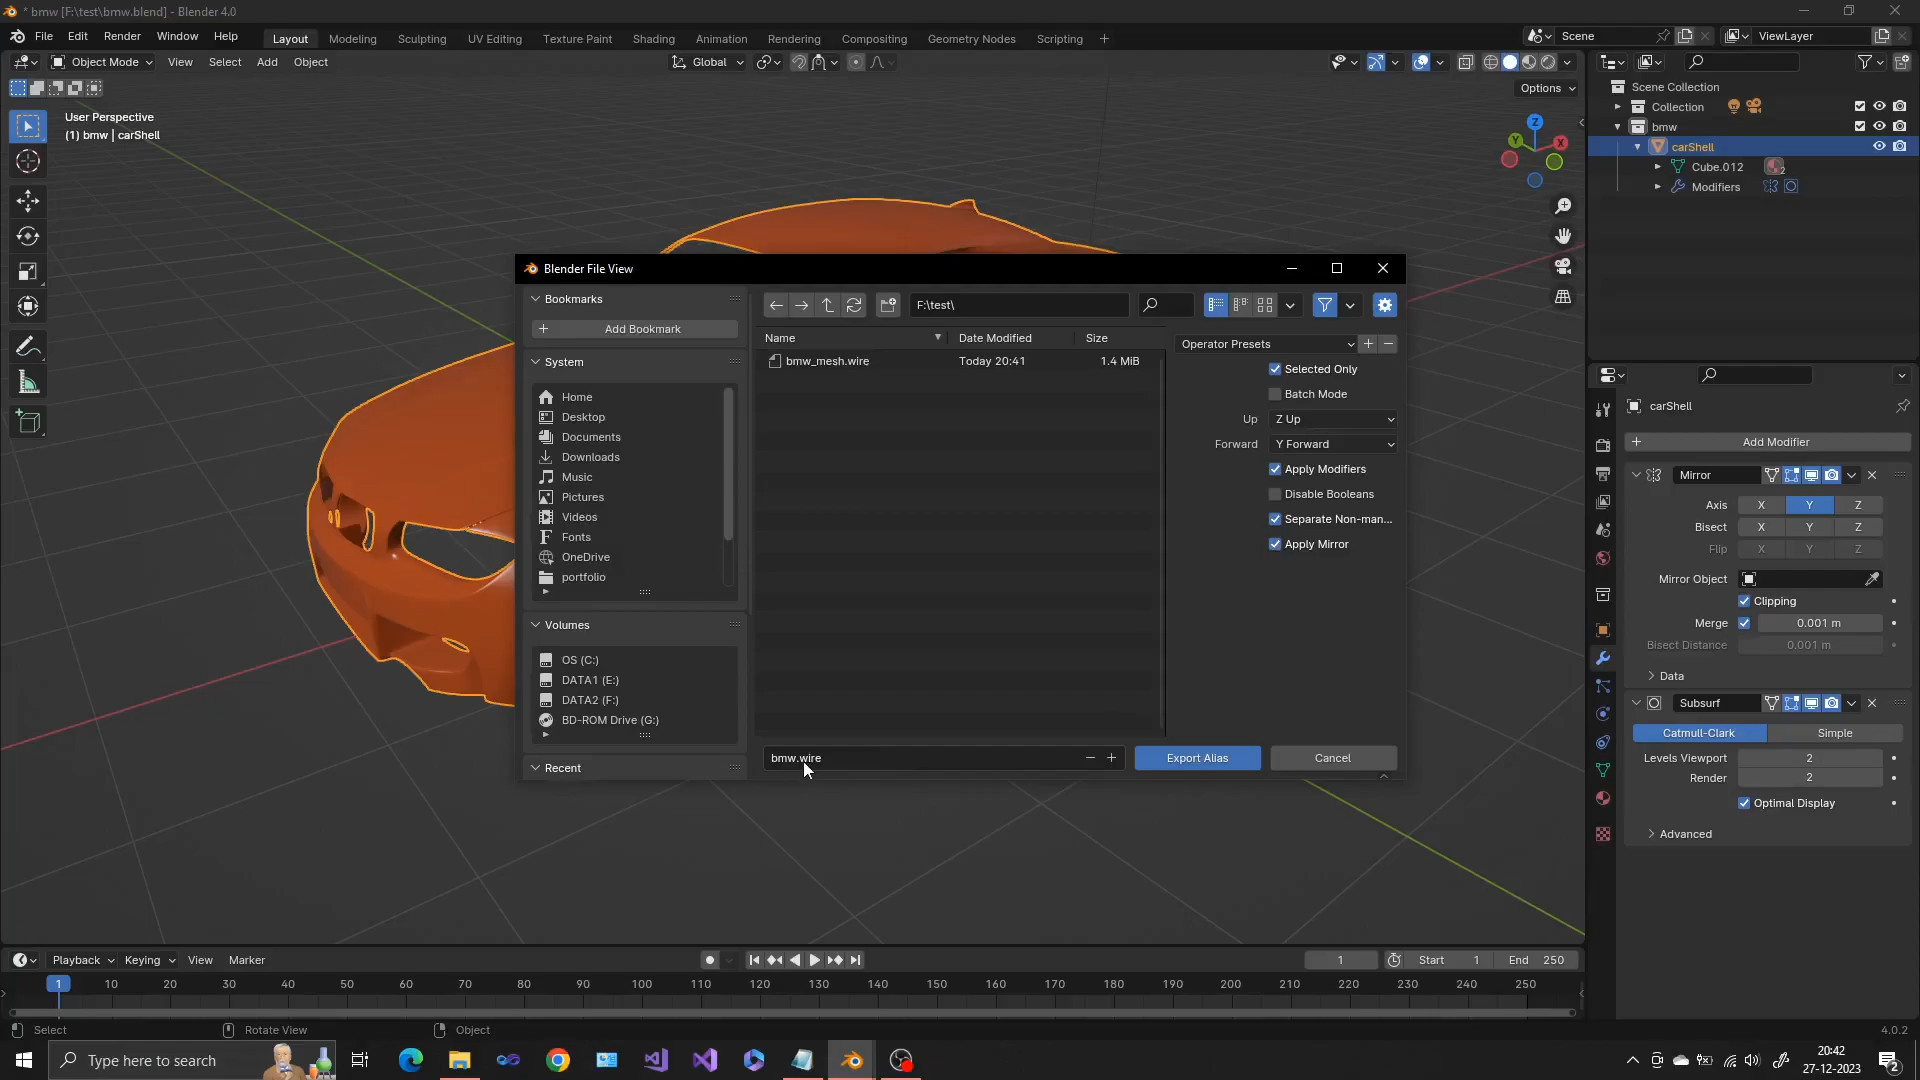 * bmw [F:\test\bmw.blend] - Blender 4.0
File Edit Render Window Help Layout Modeling Sculpting UV Editing Texture Paint Shading Animation Rendering Compositing Geometry Nodes Scripting + Scene ViewLayer
Object Mode View Select Add Object Global
Options
User Perspective
(1) bmw | carShell
Z
Y X
Scene Collection
Collection
bmw
carShell
Cube.012 2
Modifiers
Blender File View
Bookmarks
Add Bookmark
System
Home
Desktop
Documents
Downloads
Music
Pictures
Videos
Fonts
OneDrive
portfolio
Volumes
OS (C:)
DATA1 (E:)
DATA2 (F:)
BD-ROM Drive (G:)
Recent
F:\test\
Name Date Modified Size
bmw_mesh.wire Today 20:41 1.4 MiB
Operator Presets
Selected Only
Batch Mode
Up Z Up
Forward Y Forward
Apply Modifiers
Disable Booleans
Separate Non-man...
Apply Mirror
bmw.wire Export Alias Cancel
carShell
Add Modifier
Mirror
Axis X Y Z
Bisect X Y Z
Flip X Y Z
Mirror Object
Clipping
Merge 0.001 m
Bisect Distance 0.001 m
Data
Subsurf
Catmull-Clark Simple
Levels Viewport 2
Render 2
Optimal Display
Advanced
Playback Keying View Marker 1 Start 1 End 250
1 10 20 30 40 50 60 70 80 90 100 110 120 130 140 150 160 170 180 190 200 210 220 230 240 250
Select Rotate View Object 4.0.2
Type here to search
20:42
27-12-2023
2